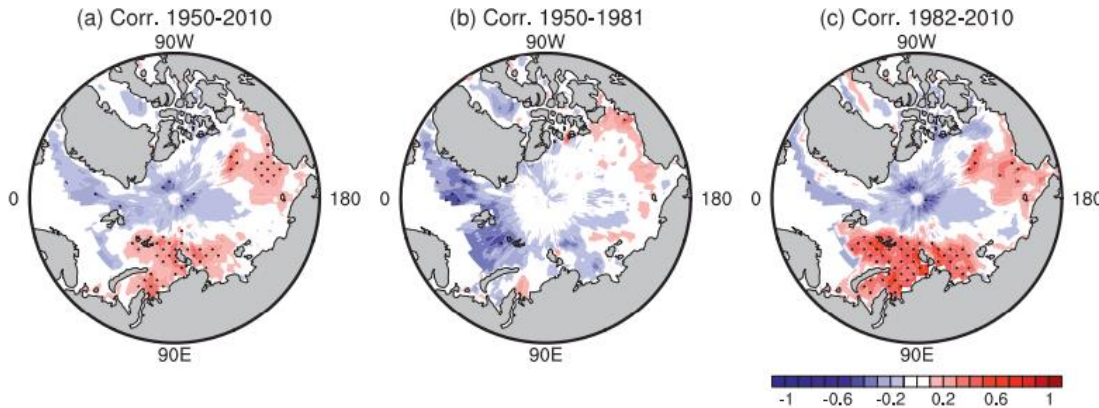 (a) Corr. 1950-2010 (b) Corr. 1950-1981 (c) Corr. 1982-2010
90W 90W 90W
0 180 0 180 0 180
90E 90E 90E
-1 -0.6 -0.2 0.2 0.6 1